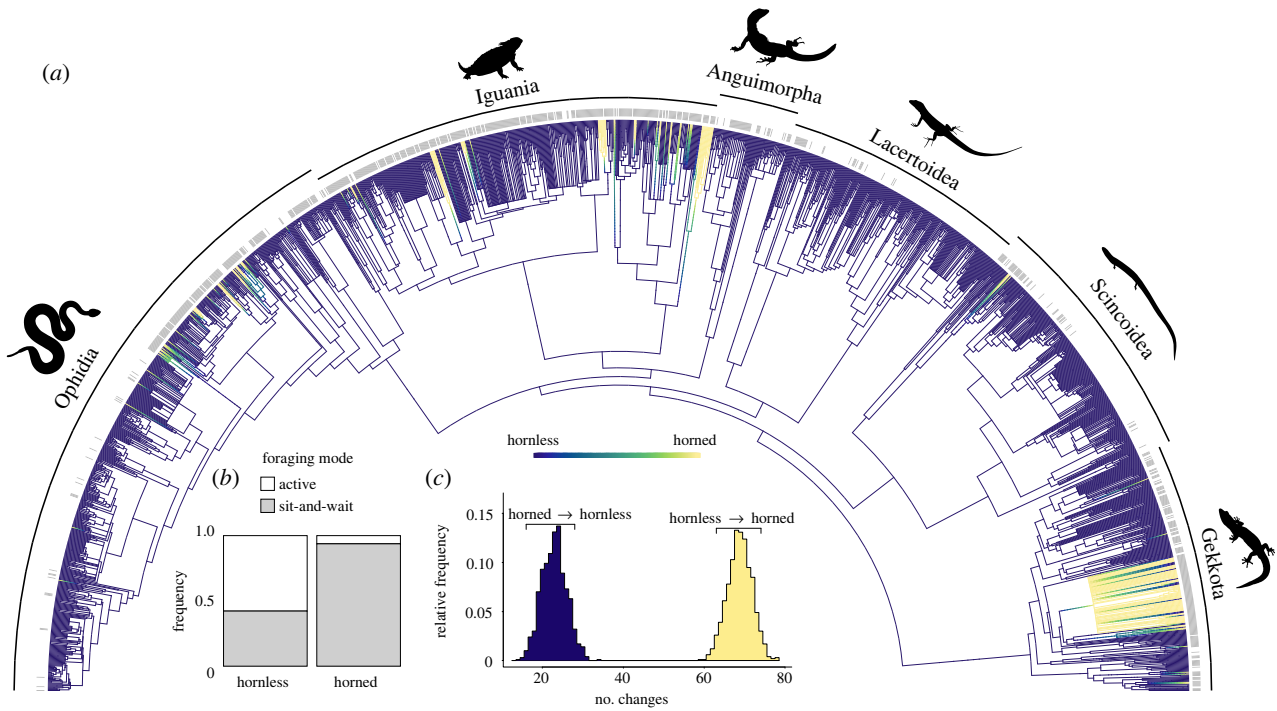 (a)
Iguania
Anguimorpha
Lacertoidea
Scincoidea
Gekkota
Ophidia
hornless horned
(b)
foraging mode
active
sit-and-wait
1.0
0.5
0
frequency
hornless horned
(c)
horned → hornless
hornless → horned
0.15
0.10
0.05
0
relative frequency
20 40 60 80
no. changes